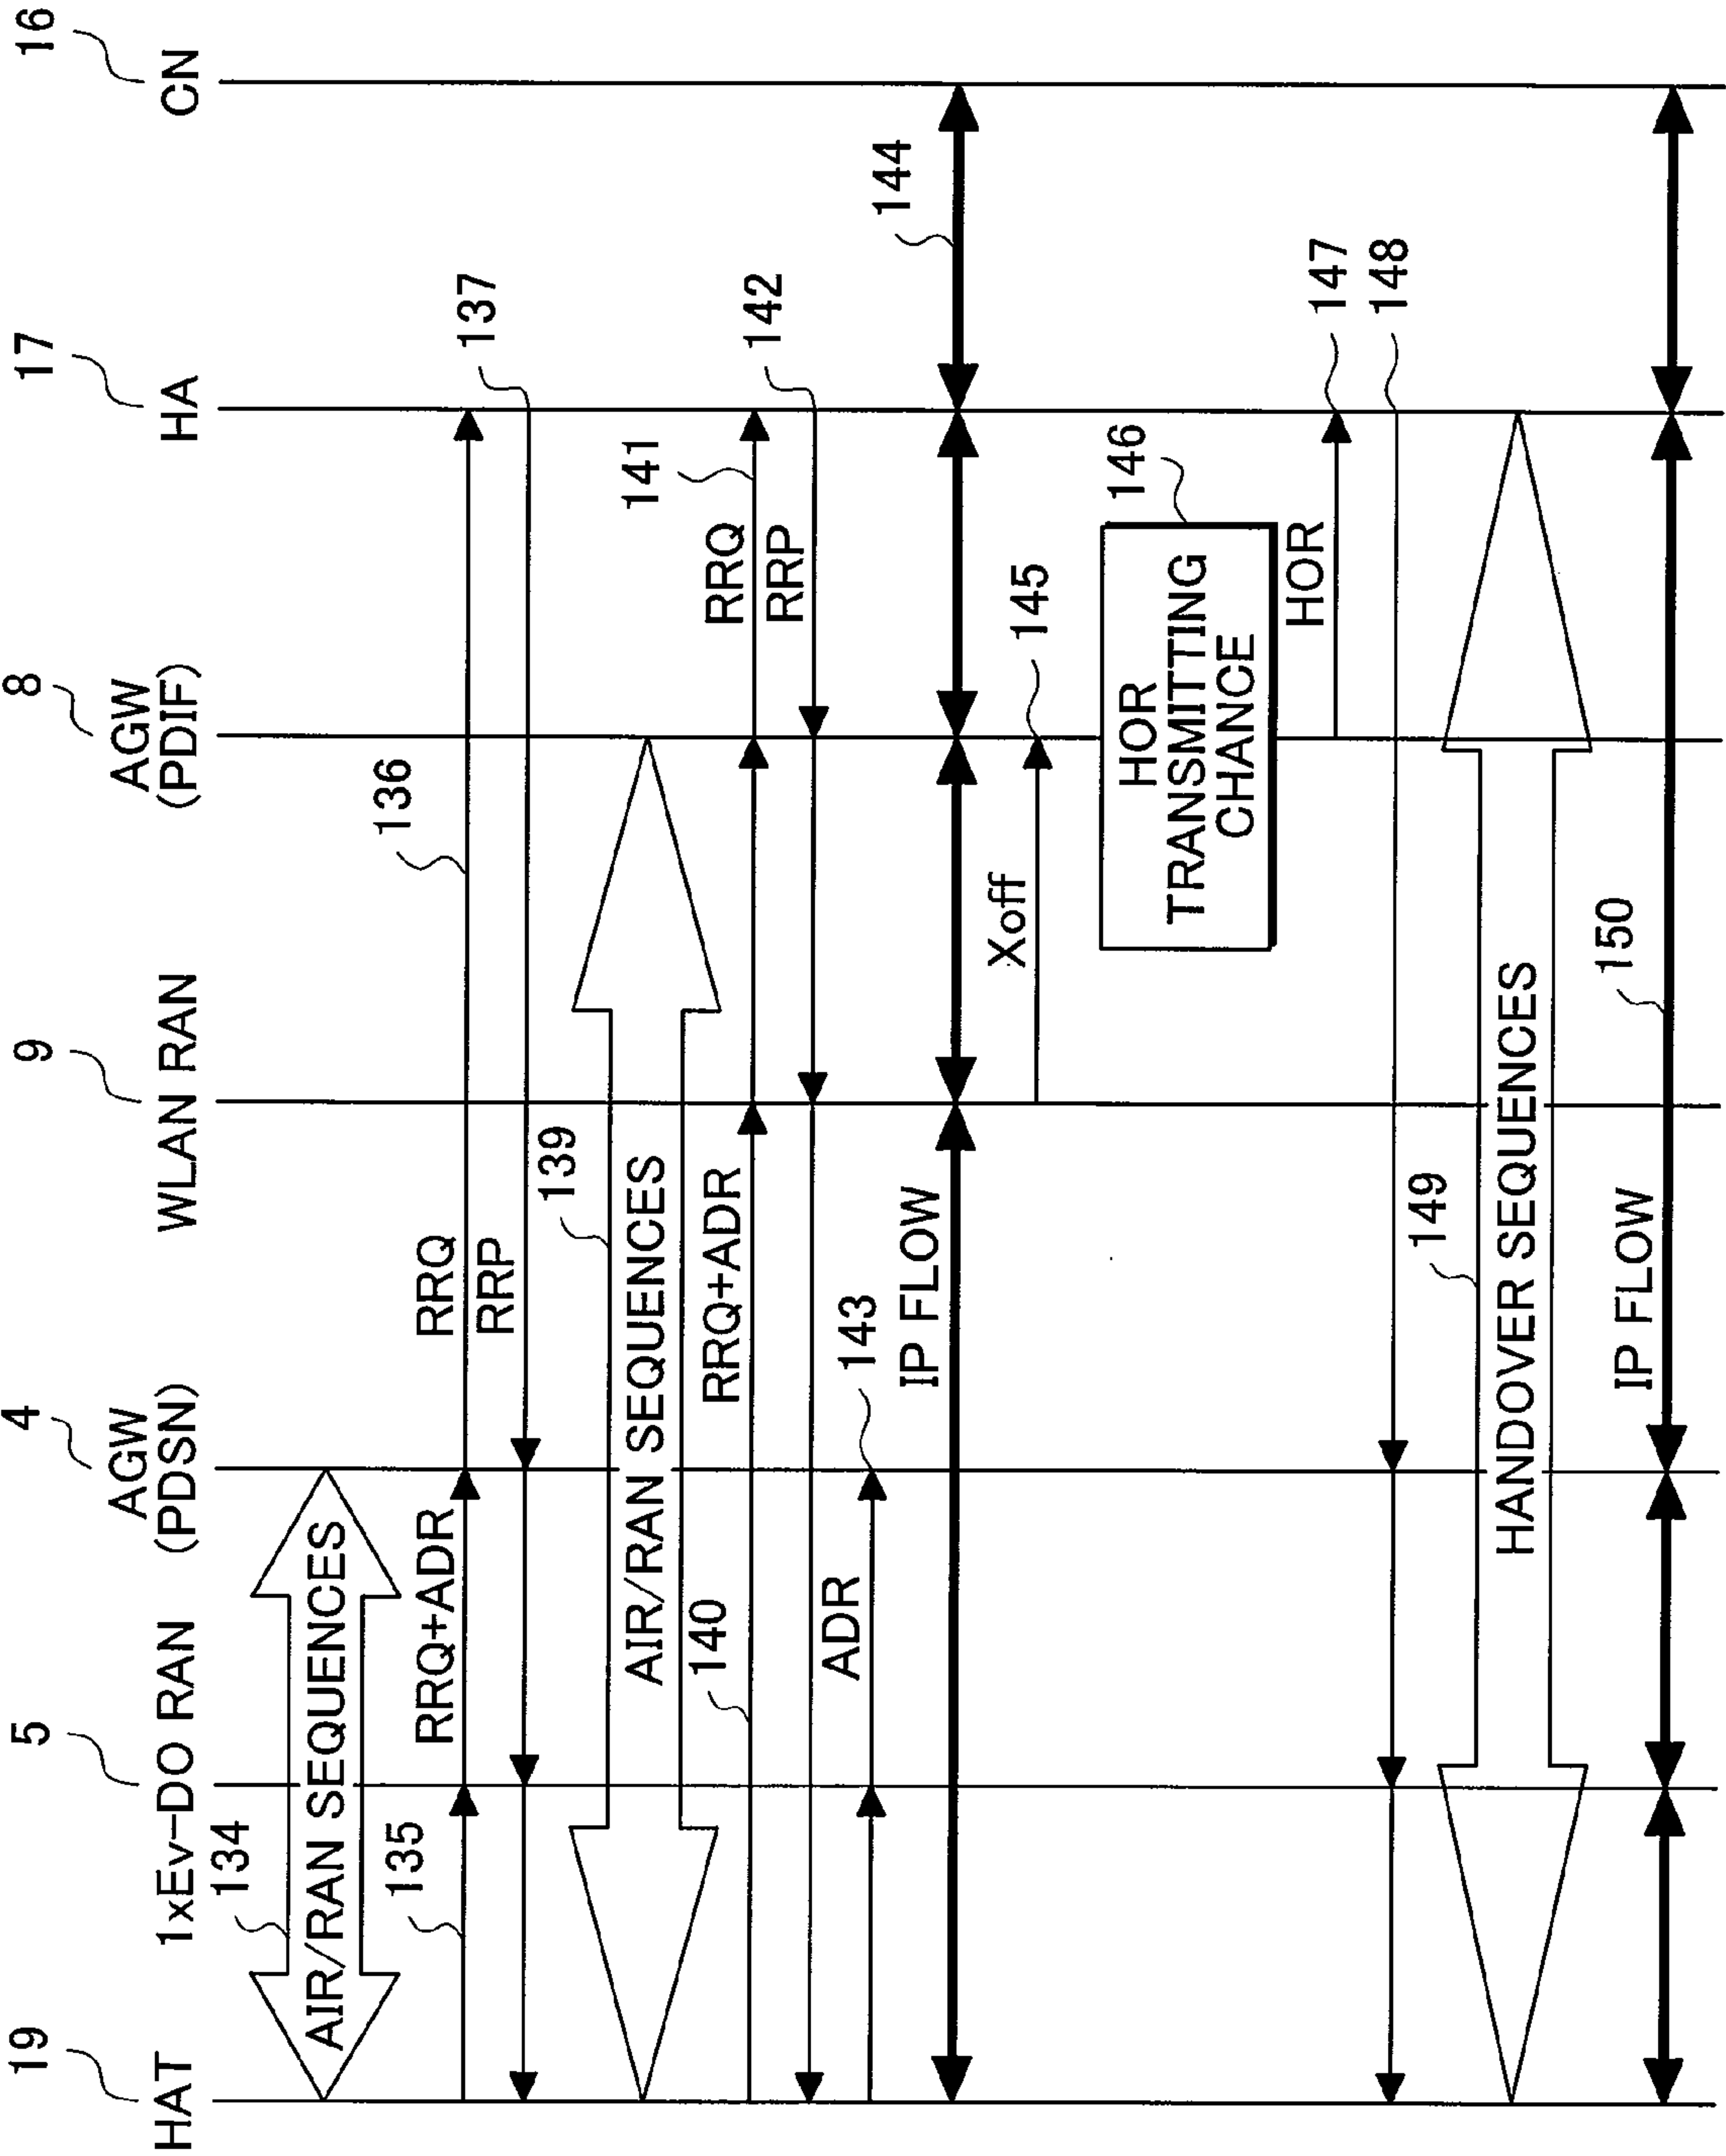 19
HAT
5
1xEv-DO RAN
4
AGW
(PDSN)
9
WLAN RAN
8
AGW
(PDIF)
17
HA
16
CN
134
AIR/RAN SEQUENCES
135
RRQ+ADR
RRQ
136
RRP
137
139
AIR/RAN SEQUENCES
140
RRQ+ADR
RRQ
141
RRP
142
ADR
143
IP FLOW
144
Xoff
145
HOR
TRANSMITTING
CHANCE
146
HOR
147
148
149
HANDOVER SEQUENCES
IP FLOW
150